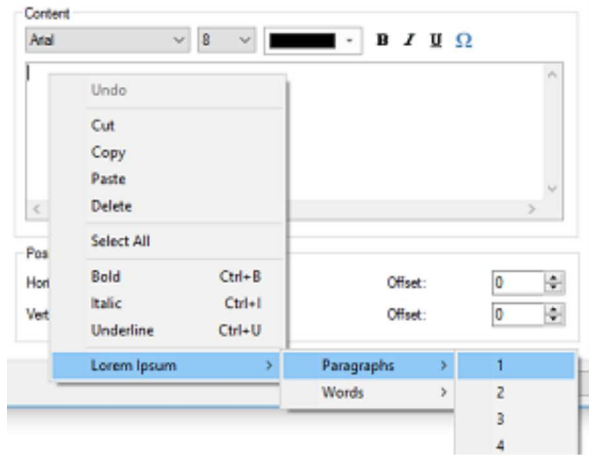 Content
Arial 8 B I U Ω
Undo
Cut
Copy
Paste
Delete
Select All
Bold Ctrl+B
Italic Ctrl+I
Underline Ctrl+U
Lorem Ipsum
Offset: 0
Offset: 0
Paragraphs
Words
1
2
3
4